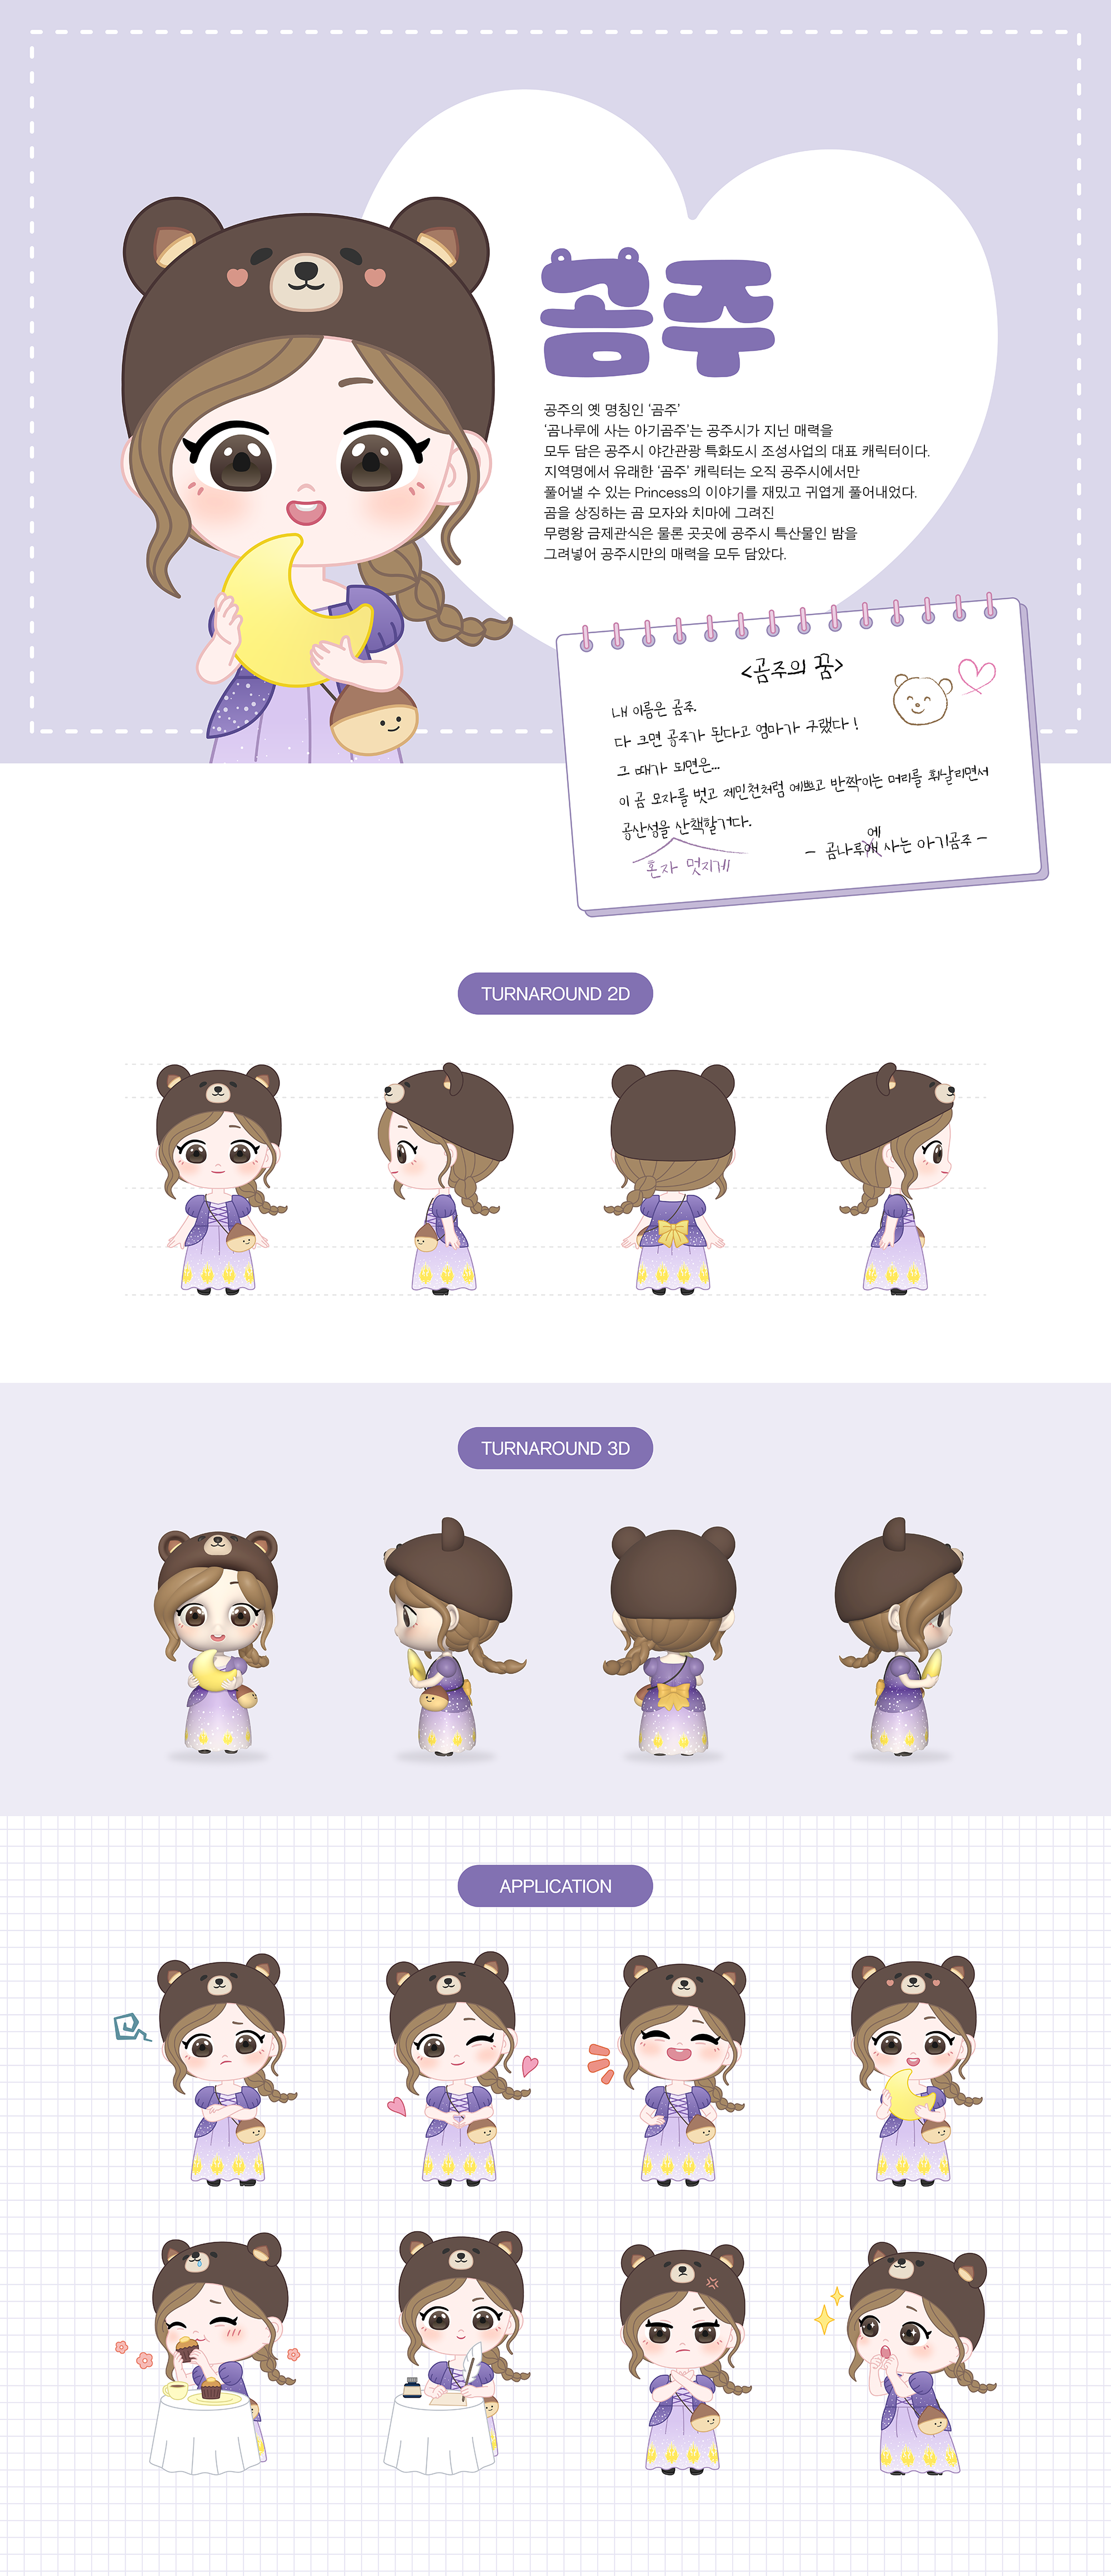 곰주
공주의 옛 명칭인 ‘곰주’
‘곰나루에 사는 아기곰주’는 공주시가 지닌 매력을
모두 담은 공주시 야간관광 특화도시 조성사업의 대표 캐릭터이다.
지역명에서 유래한 ‘곰주’ 캐릭터는 오직 공주시에서만
풀어낼 수 있는 Princess의 이야기를 재밌고 귀엽게 풀어내었다.
곰을 상징하는 곰 모자와 치마에 그려진
무령왕 금제관식은 물론 곳곳에 공주시 특산물인 밤을
그려넣어 공주시만의 매력을 모두 담았다.
<곰주의 꿈>
내 이름은 곰주.
다 크면 공주가 된다고 엄마가 구랬다!
그 때가 되면은...
이 곰 모자를 벗고 제민천처럼 예쁘고 반짝이는 머리를 휘날리면서
공산성을 산책할거다.
혼자 멋지게
에
- 곰나루애 사는 아기곰주 -
TURNAROUND 2D
TURNAROUND 3D
APPLICATION